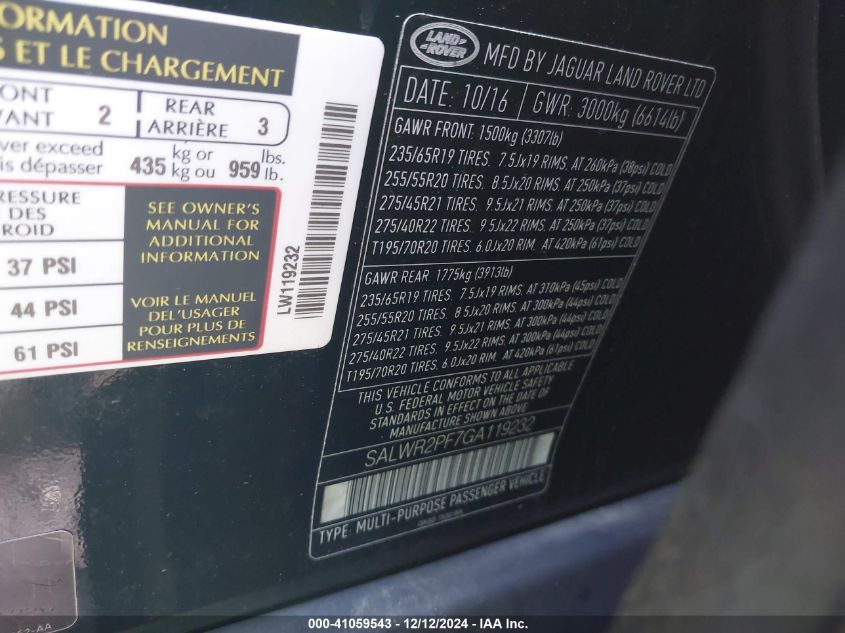 ORMATION
S ET LE CHARGEMENT
ONT
VANT 2
REAR
ARRIÈRE 3
ver exceed
is dépasser 435 kg or
kg ou 959 lbs.
lb.
RESSURE
DES
ROID
37 PSI
44 PSI
61 PSI
SEE OWNER'S
MANUAL FOR
ADDITIONAL
INFORMATION
VOIR LE MANUEL
DEL'USAGER
POUR PLUS DE
RENSEIGNEMENTS
LW119232
LAND ROVER
MFD BY JAGUAR LAND ROVER LTD
DATE: 10/16 GWR: 3000kg (6614lb)
GAWR FRONT: 1500kg (3307lb)
235/65R19 TIRES. 7.5Jx19 RIMS. AT 260kPa (38psi) COLD
255/55R20 TIRES. 8.5Jx20 RIMS. AT 250kPa (37psi) COLD
275/45R21 TIRES. 9.5Jx21 RIMS. AT 250kPa (37psi) COLD
275/40R22 TIRES. 9.5Jx22 RIMS. AT 250kPa (37psi) COLD
T195/70R20 TIRES. 6.0Jx20 RIM. AT 420kPa (61psi) COLD
GAWR REAR: 1775kg (3913lb)
235/65R19 TIRES. 7.5Jx19 RIMS. AT 310kPa (45psi) COLD
255/55R20 TIRES. 8.5Jx20 RIMS. AT 300kPa (44psi) COLD
275/45R21 TIRES. 9.5Jx21 RIMS. AT 300kPa (44psi) COLD
275/40R22 TIRES. 9.5Jx22 RIMS. AT 300kPa (44psi) COLD
T195/70R20 TIRES. 6.0Jx20 RIM. AT 420kPa (61psi) COLD
THIS VEHICLE CONFORMS TO ALL APPLICABLE
U.S. FEDERAL MOTOR VEHICLE SAFETY
STANDARDS IN EFFECT ON THE DATE OF
MANUFACTURE SHOWN ABOVE
SALWR2PF7GA119232
TYPE: MULTI-PURPOSE PASSENGER VEHICLE
000-41059543 - 12/12/2024 - IAA Inc.